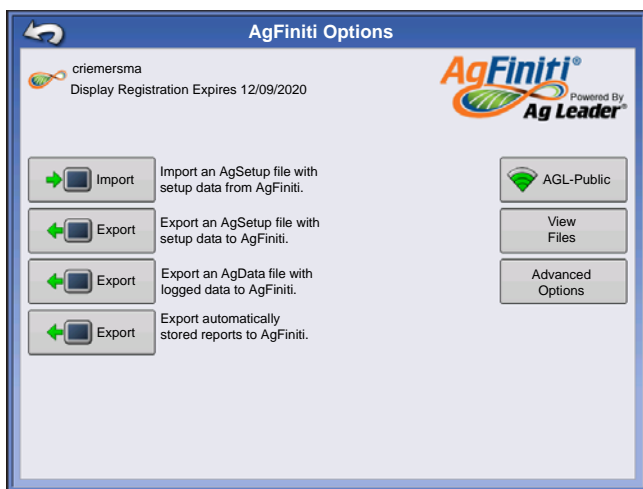 AgFiniti Options
criemersma
Display Registration Expires 12/09/2020
AgFiniti®
Powered By
Ag Leader®
Import
Import an AgSetup file with
setup data from AgFiniti.
AGL-Public
Export
Export an AgSetup file with
setup data to AgFiniti.
View
Files
Export
Export an AgData file with
logged data to AgFiniti.
Advanced
Options
Export
Export automatically
stored reports to AgFiniti.